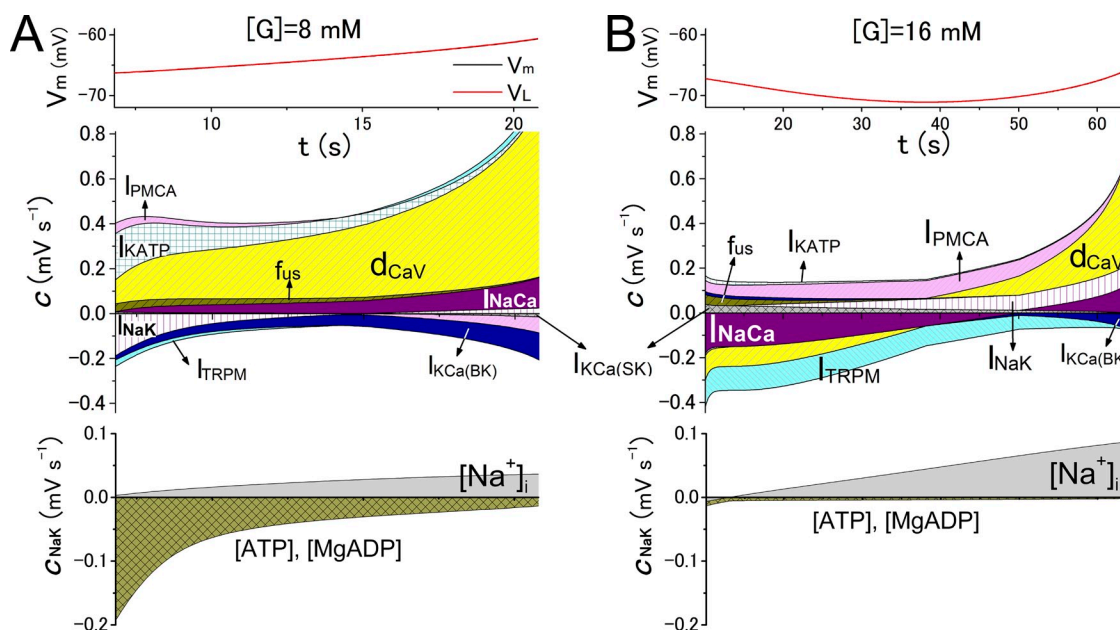 A
[G]=8 mM
Vm (mV)
−60
−70
Vm
VL
10
15
20
t (s)
c (mV s⁻¹)
0.8
0.6
0.4
0.2
0.0
−0.2
−0.4
IPMCA
IKATP
fus
dCaV
INaCa
INaK
ITRPM
IKCa(BK)
IKCa(SK)
cNaK (mV s⁻¹)
0.1
0.0
−0.1
−0.2
[Na⁺]i
[ATP], [MgADP]
B
[G]=16 mM
Vm (mV)
−60
−70
20
30
40
50
60
t (s)
c (mV s⁻¹)
0.8
0.6
0.4
0.2
0.0
−0.2
−0.4
fus
IKATP
IPMCA
dCaV
INaCa
ITRPM
INaK
IKCa(BK
cNaK (mV s⁻¹)
0.1
0.0
−0.1
−0.2
[Na⁺]i
[ATP], [MgADP]